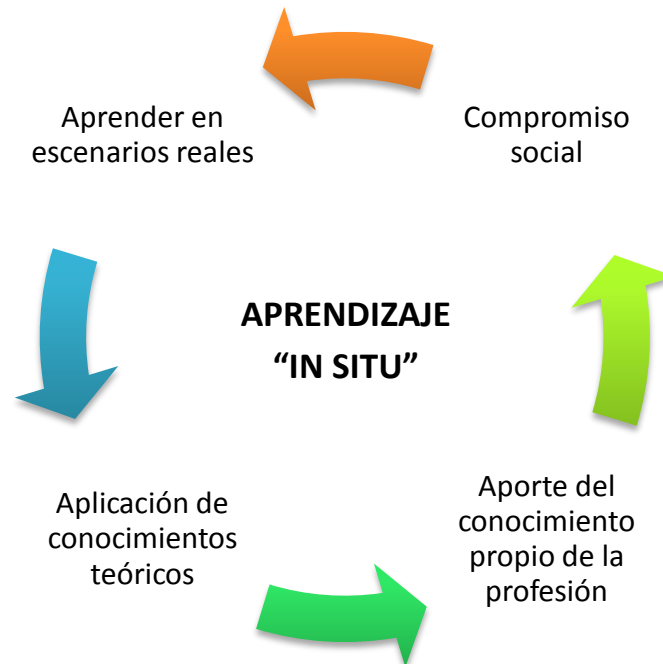 Aprender en
escenarios reales
Compromiso
social
APRENDIZAJE
“IN SITU”
Aplicación de
conocimientos
teóricos
Aporte del
conocimiento
propio de la
profesión